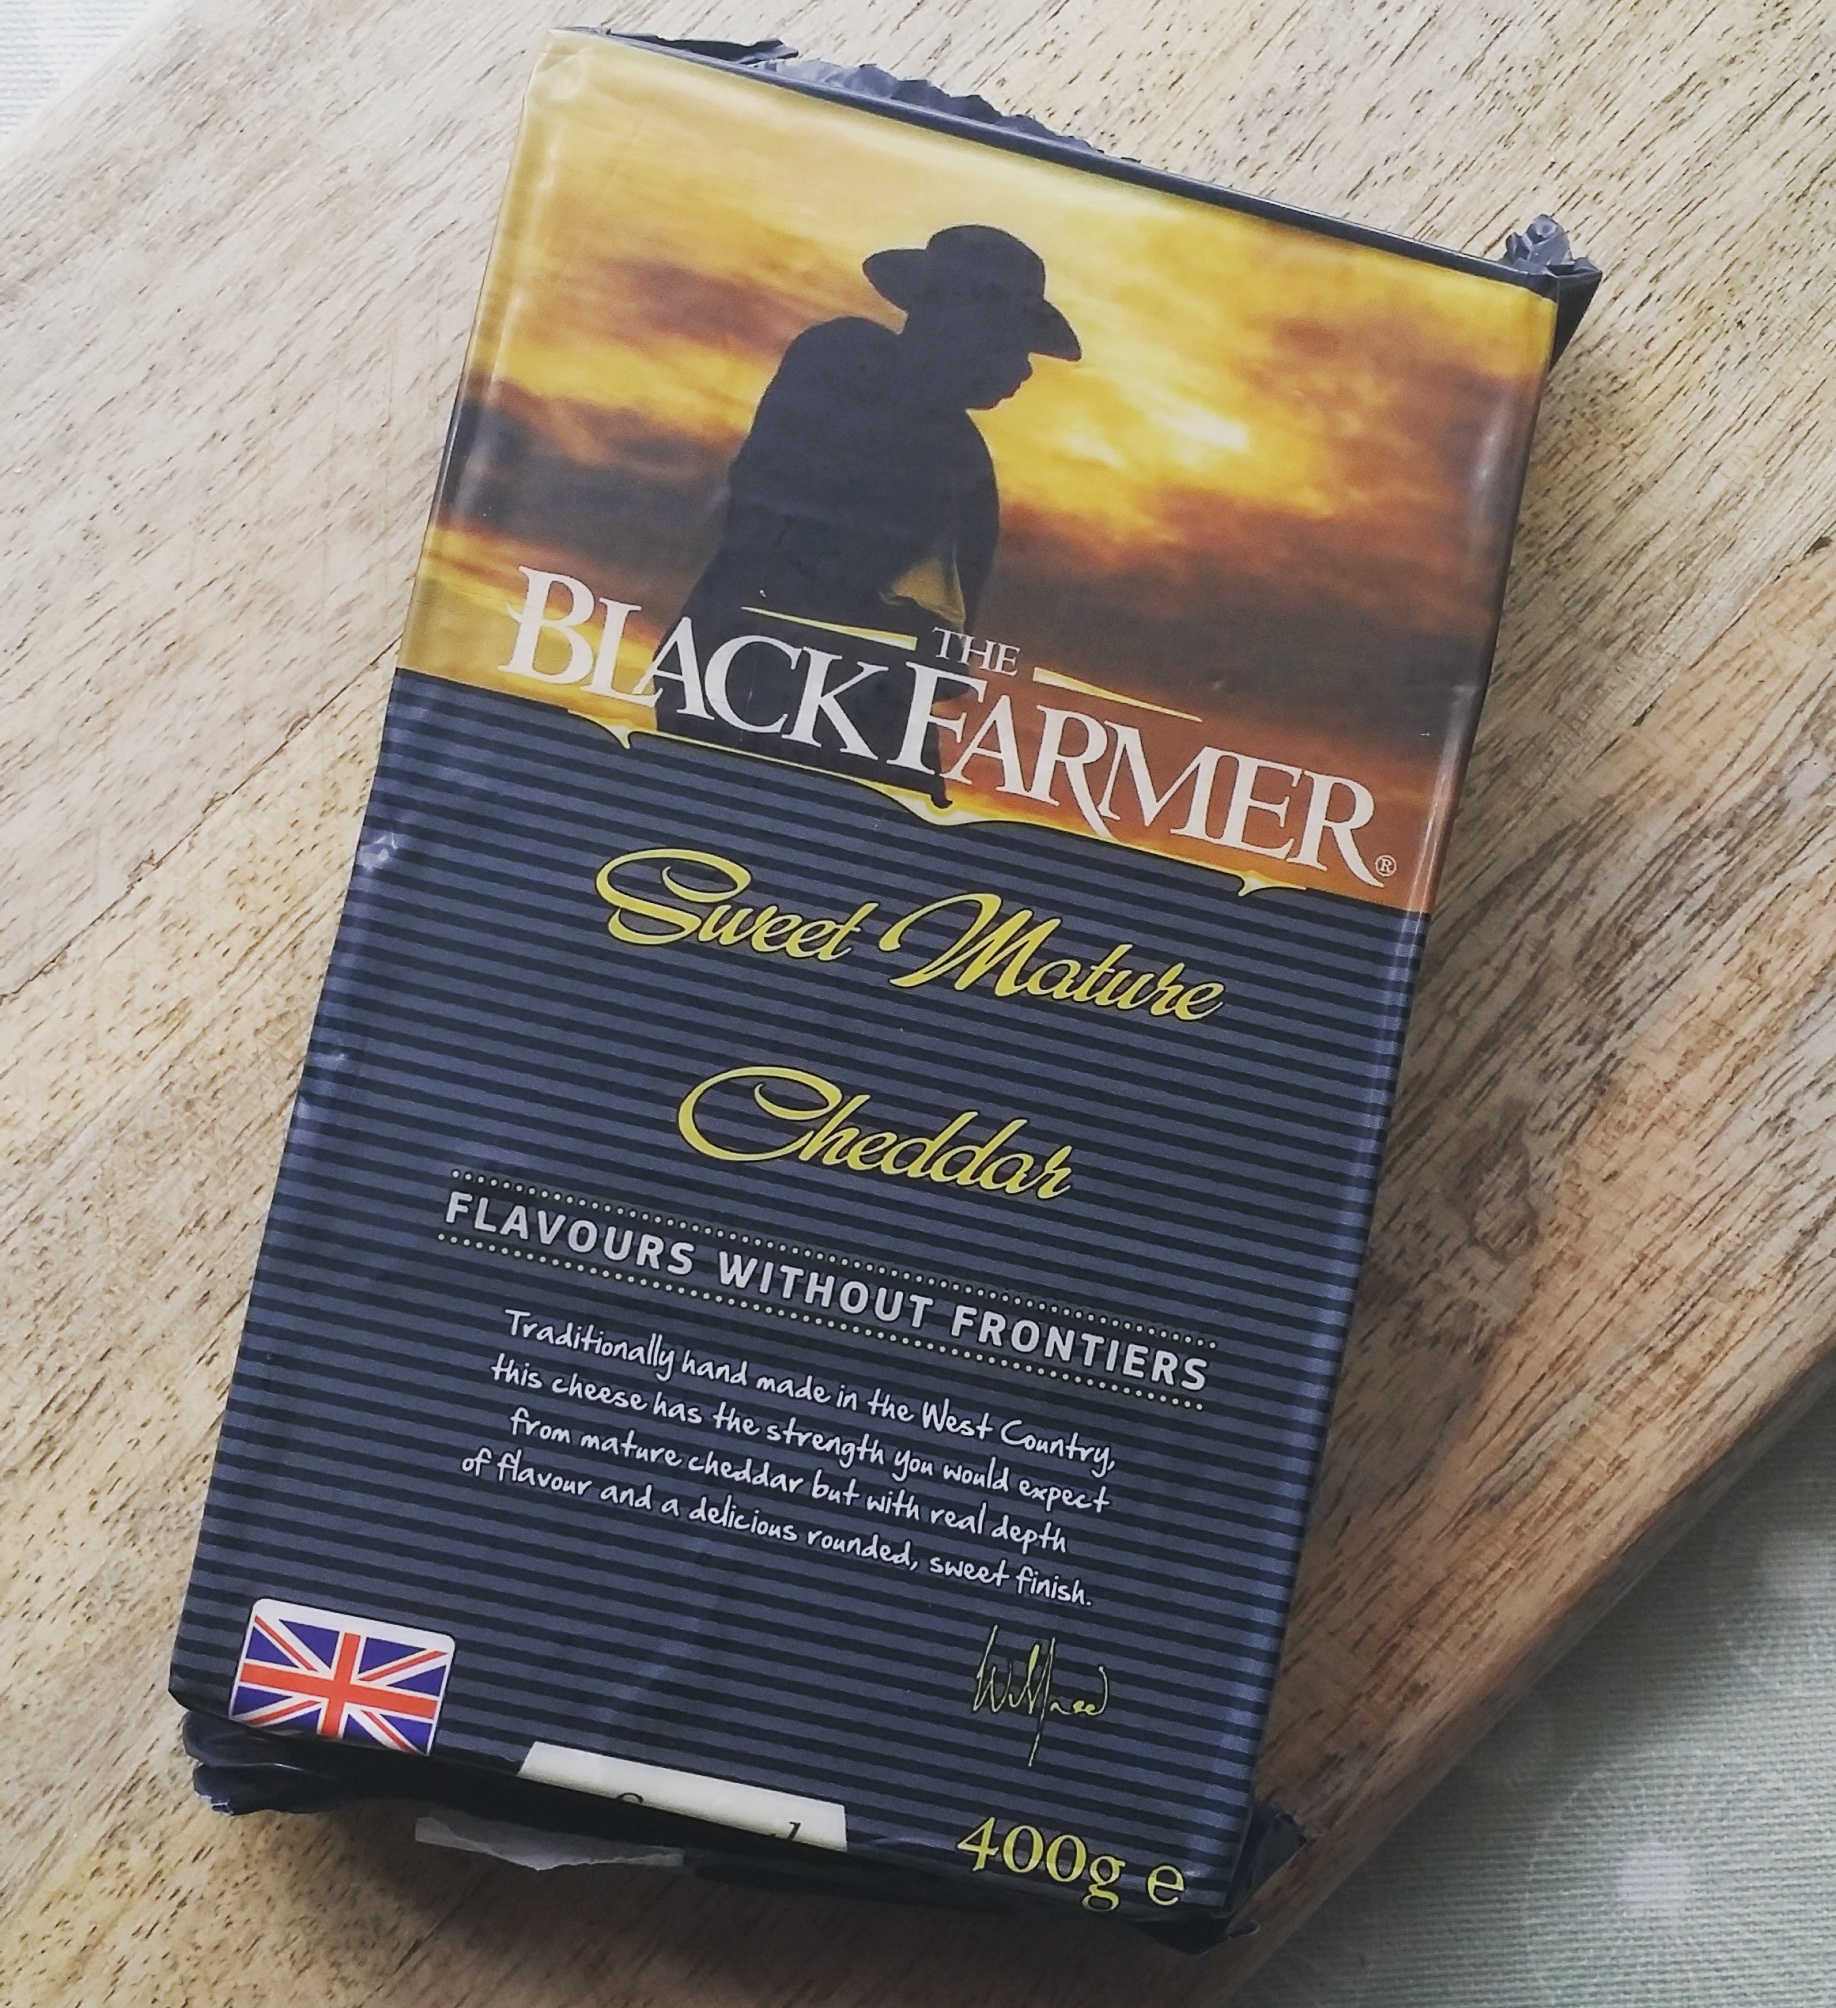 THE
BLACK FARMER®
Sweet Mature
Cheddar
FLAVOURS WITHOUT FRONTIERS
Traditionally hand made in the West Country,
this cheese has the strength you would expect
from mature cheddar but with real depth
of flavour and a delicious rounded, sweet finish.
Wilfred
400g e